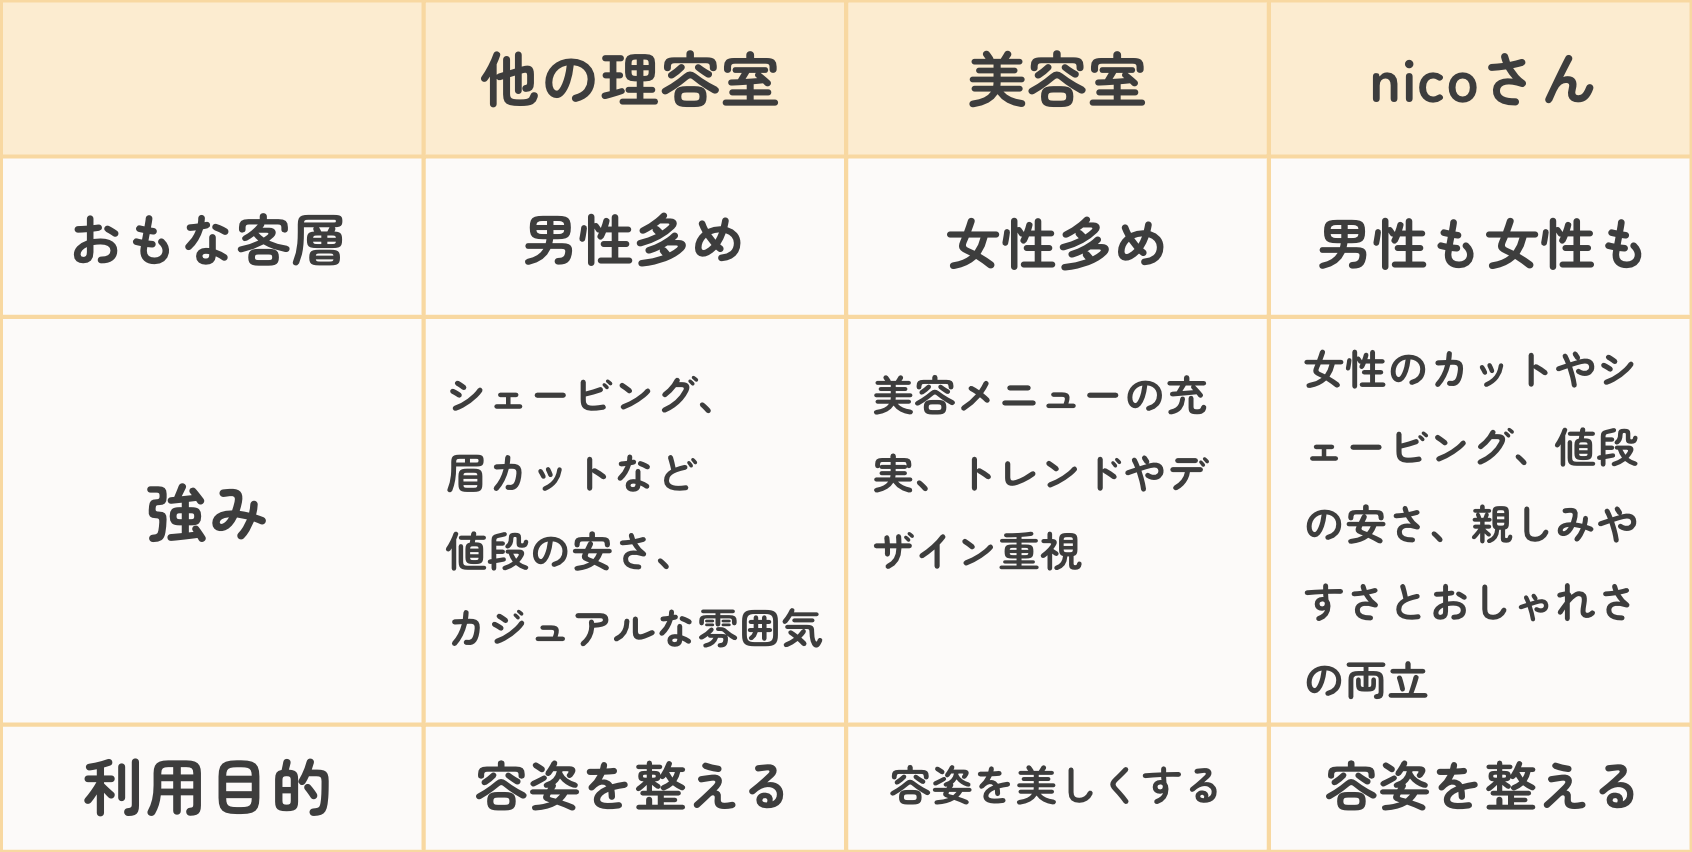 他の理容室
美容室
nicoさん
おもな客層
男性多め
女性多め
男性も女性も
強み
シェービング、
眉カットなど
値段の安さ、
カジュアルな雰囲気
美容メニューの充
実、トレンドやデ
ザイン重視
女性のカットやシ
ェービング、値段
の安さ、親しみや
すさとおしゃれさ
の両立
利用目的
容姿を整える
容姿を美しくする
容姿を整える